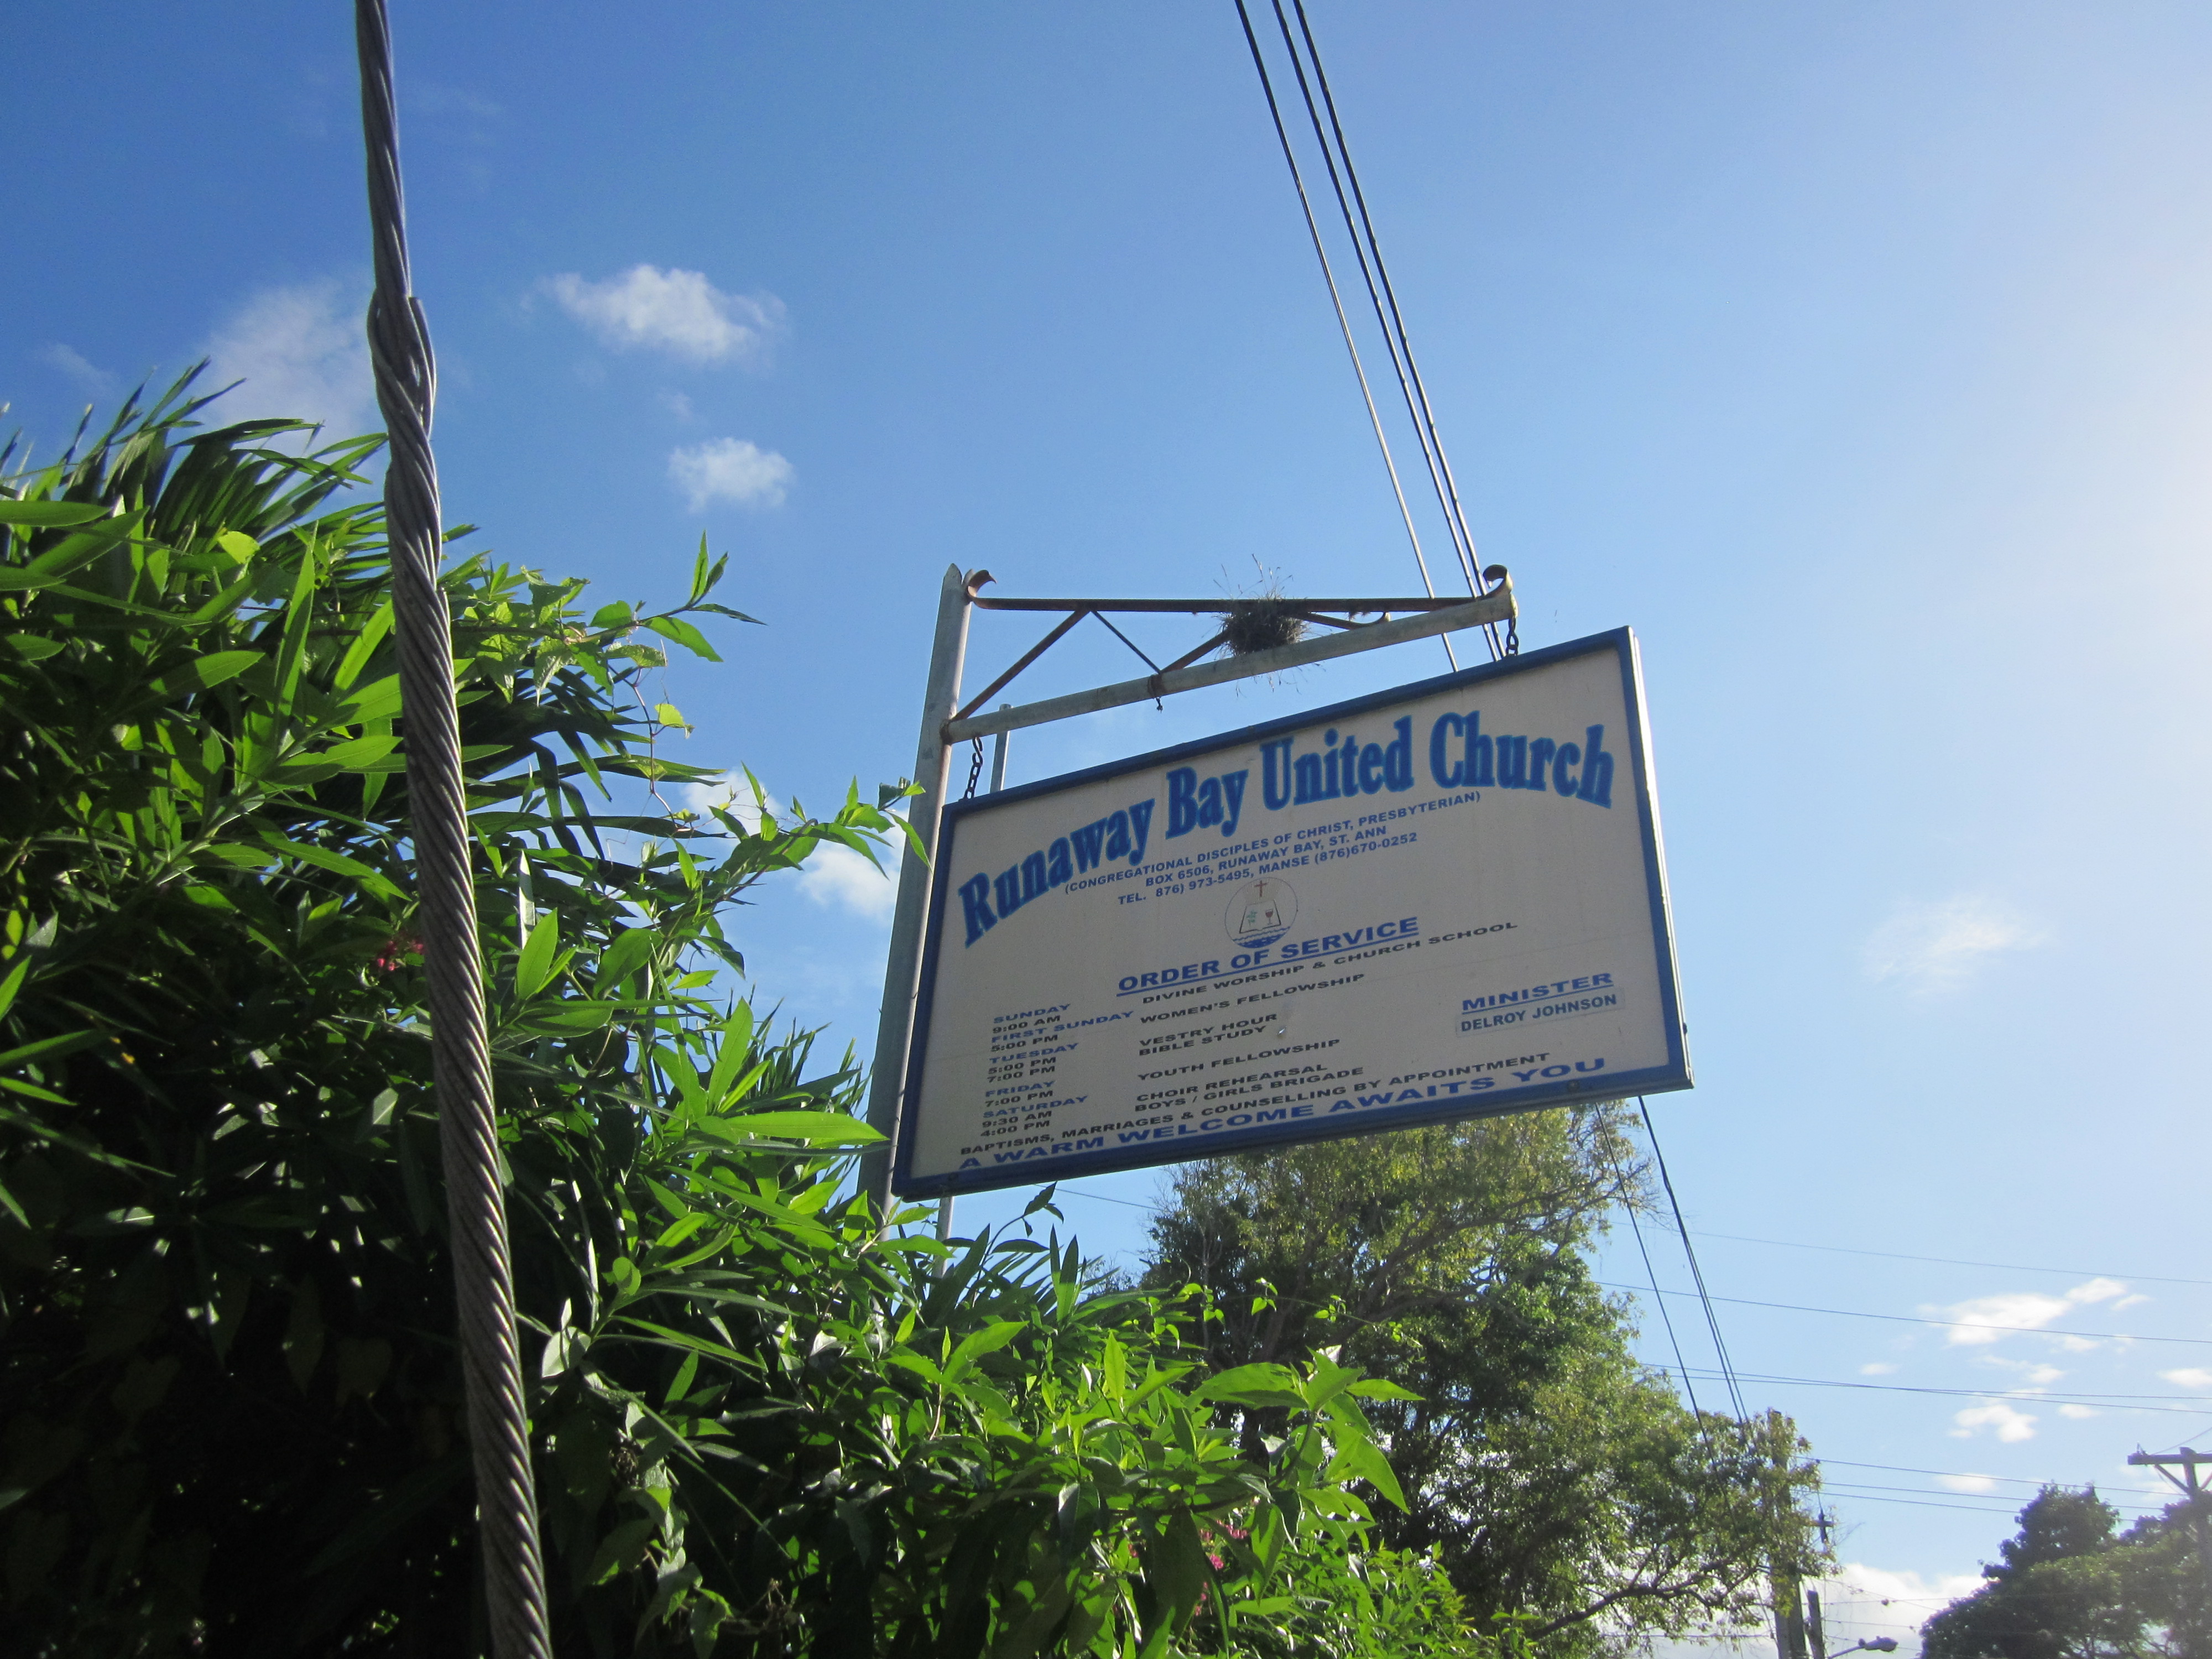 Runaway Bay United Church
(CONGREGATIONAL DISCIPLES OF CHRIST, PRESBYTERIAN)
BOX 6506, RUNAWAY BAY, ST. ANN
TEL. 876) 973-5495, MANSE (876)670-0252
ORDER OF SERVICE
SUNDAY
9:00 AM DIVINE WORSHIP & CHURCH SCHOOL
FIRST SUNDAY
5:00 PM WOMEN'S FELLOWSHIP
TUESDAY
5:00 PM VESTRY HOUR
7:00 PM BIBLE STUDY
FRIDAY
7:00 PM YOUTH FELLOWSHIP
SATURDAY
9:30 AM CHOIR REHEARSAL
4:00 PM BOYS / GIRLS BRIGADE
MINISTER
DELROY JOHNSON
BAPTISMS, MARRIAGES & COUNSELLING BY APPOINTMENT
A WARM WELCOME AWAITS YOU